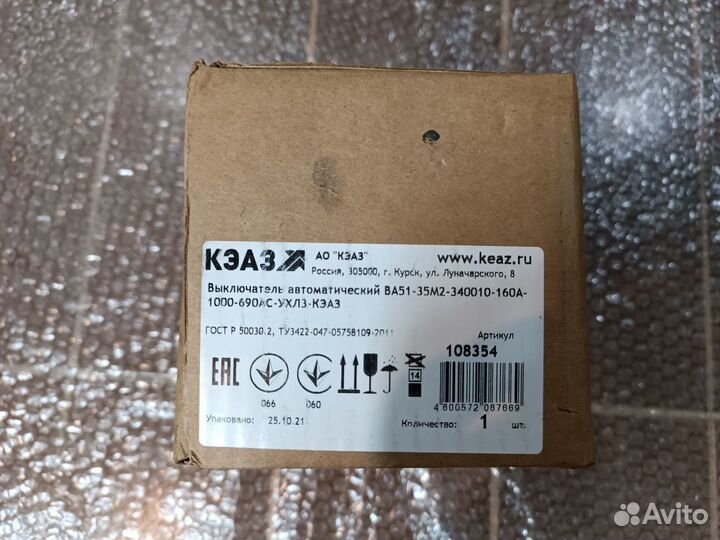 КЭАЗ
АО "КЭАЗ"
www.keaz.ru
Россия, 305000, г. Курск, ул. Луначарского, 8
Выключатель автоматический ВА51-35М2-340010-160А-
1000-690АС-УХЛ3-КЭАЗ
ГОСТ Р 50030.2, ТУ3422-047-05758109-2011
Артикул
108354
ЕАС
066
060
14
4 600572 067669
Упаковано: 25.10.21
Количество: 1 шт.
Avito